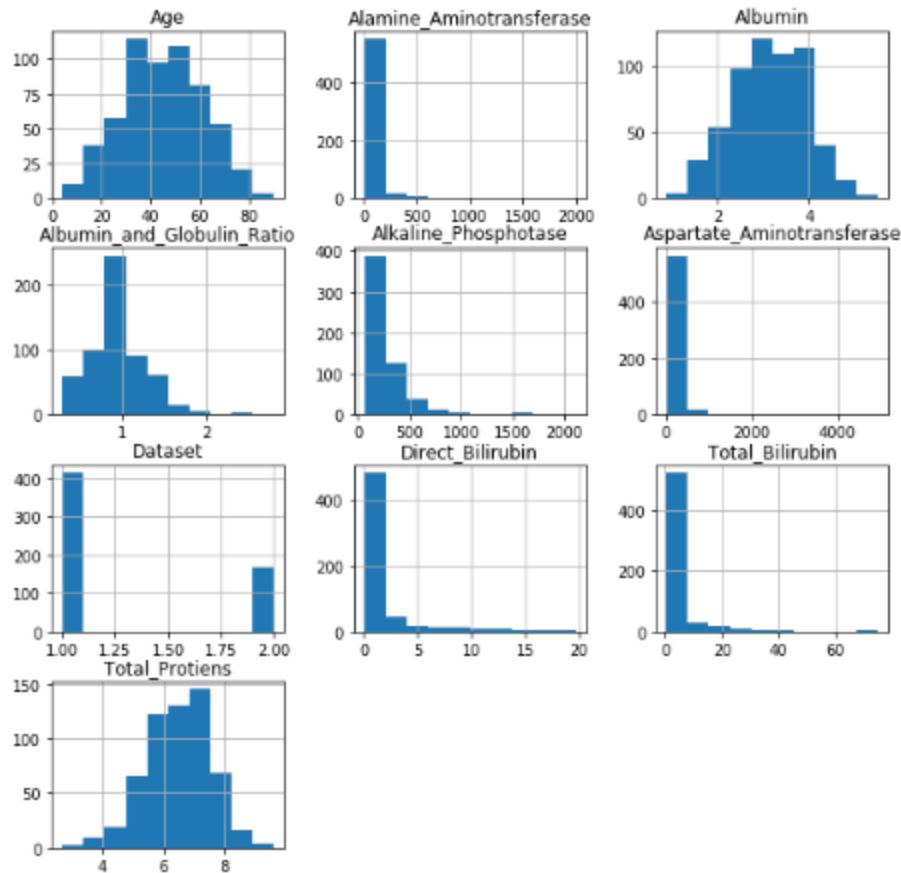 Age
100
75
50
25
0
0 20 40 60 80
Alamine_Aminotransferase
400
200
0
0 500 1000 1500 2000
Albumin
100
50
0
2 4
Albumin_and_Globulin_Ratio
200
100
0
1 2
Alkaline_Phosphotase
400
300
200
100
0
0 500 1000 1500 2000
Aspartate_Aminotransferase
400
200
0
0 2000 4000
Dataset
400
300
200
100
0
1.00 1.25 1.50 1.75 2.00
Direct_Bilirubin
400
200
0
0 5 10 15 20
Total_Bilirubin
400
200
0
0 20 40 60
Total_Protiens
150
100
50
0
4 6 8